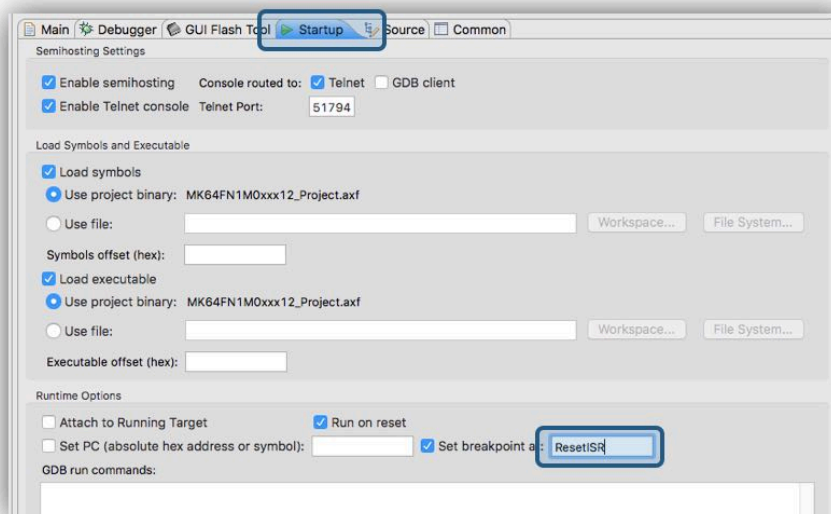 Main Debugger GUI Flash Tool Startup Source Common
Semihosting Settings
Enable semihosting Console routed to: Telnet GDB client
Enable Telnet console Telnet Port: 51794
Load Symbols and Executable
Load symbols
Use project binary: MK64FN1M0xxx12_Project.axf
Use file: Workspace... File System...
Symbols offset (hex):
Load executable
Use project binary: MK64FN1M0xxx12_Project.axf
Use file: Workspace... File System...
Executable offset (hex):
Runtime Options
Attach to Running Target Run on reset
Set PC (absolute hex address or symbol): Set breakpoint at: ResetISR
GDB run commands: